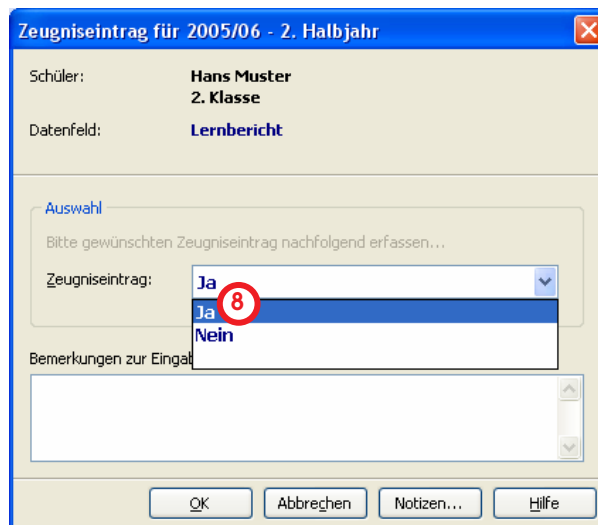 Zeugniseintrag für 2005/06 - 2. Halbjahr
Schüler: Hans Muster
2. Klasse
Datenfeld: Lernbericht
Auswahl
Bitte gewünschten Zeugniseintrag nachfolgend erfassen...
Zeugniseintrag: Ja
Ja 8
Nein
Bemerkungen zur Eingab
OK Abbrechen Notizen... Hilfe